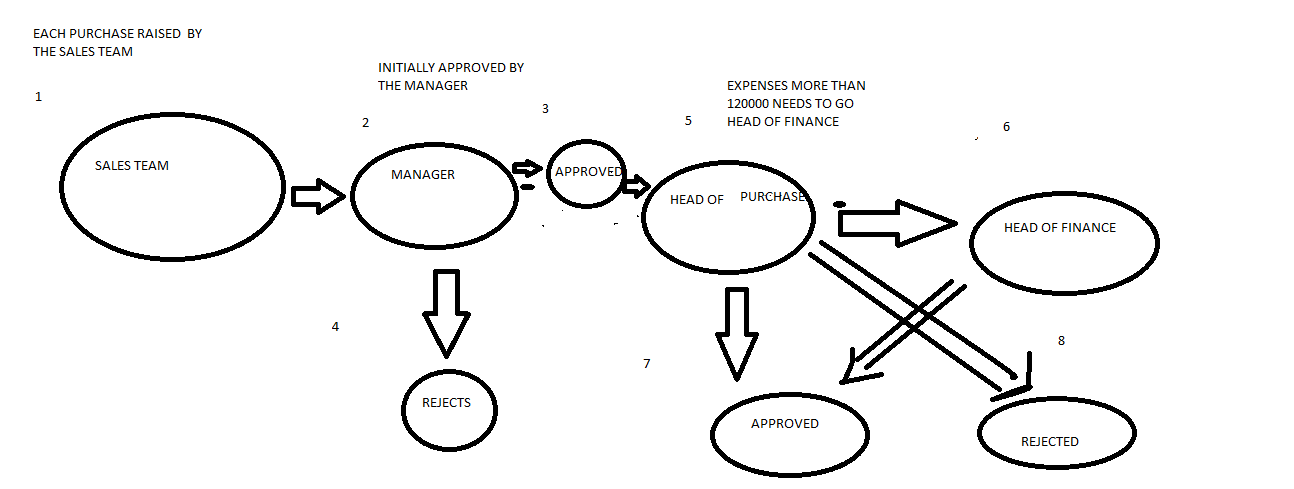 EACH PURCHASE RAISED BY
THE SALES TEAM
1
SALES TEAM
INITIALLY APPROVED BY
THE MANAGER
2
MANAGER
3
APPROVED
4
REJECTS
EXPENSES MORE THAN
120000 NEEDS TO GO
HEAD OF FINANCE
5
HEAD OF PURCHASE
6
HEAD OF FINANCE
7
APPROVED
8
REJECTED